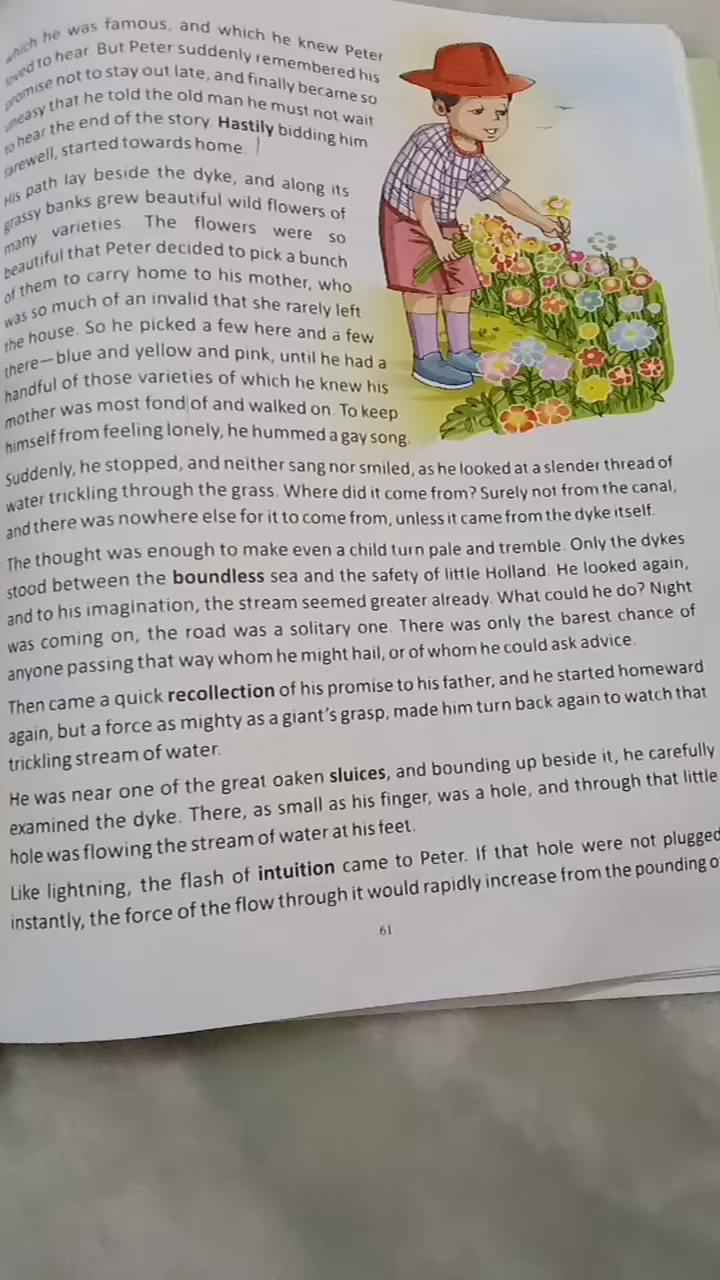 which he was famous, and which he knew Peter
loved to hear. But Peter suddenly remembered his
promise not to stay out late, and finally became so
uneasy that he told the old man he must not wait
to hear the end of the story. Hastily bidding him
farewell, started towards home.
His path lay beside the dyke, and along its
grassy banks grew beautiful wild flowers of
many varieties. The flowers were so
beautiful that Peter decided to pick a bunch
of them to carry home to his mother, who
was so much of an invalid that she rarely left
the house. So he picked a few here and a few
there—blue and yellow and pink, until he had a
handful of those varieties of which he knew his
mother was most fond of and walked on. To keep
himself from feeling lonely, he hummed a gay song.
Suddenly, he stopped, and neither sang nor smiled, as he looked at a slender thread of
water trickling through the grass. Where did it come from? Surely not from the canal,
and there was nowhere else for it to come from, unless it came from the dyke itself.
The thought was enough to make even a child turn pale and tremble. Only the dykes
stood between the boundless sea and the safety of little Holland. He looked again,
and to his imagination, the stream seemed greater already. What could he do? Night
was coming on, the road was a solitary one. There was only the barest chance of
anyone passing that way whom he might hail, or of whom he could ask advice.
Then came a quick recollection of his promise to his father, and he started homeward
again, but a force as mighty as a giant's grasp, made him turn back again to watch that
trickling stream of water.
He was near one of the great oaken sluices, and bounding up beside it, he carefully
examined the dyke. There, as small as his finger, was a hole, and through that little
hole was flowing the stream of water at his feet.
Like lightning, the flash of intuition came to Peter. If that hole were not plugged
instantly, the force of the flow through it would rapidly increase from the pounding
61